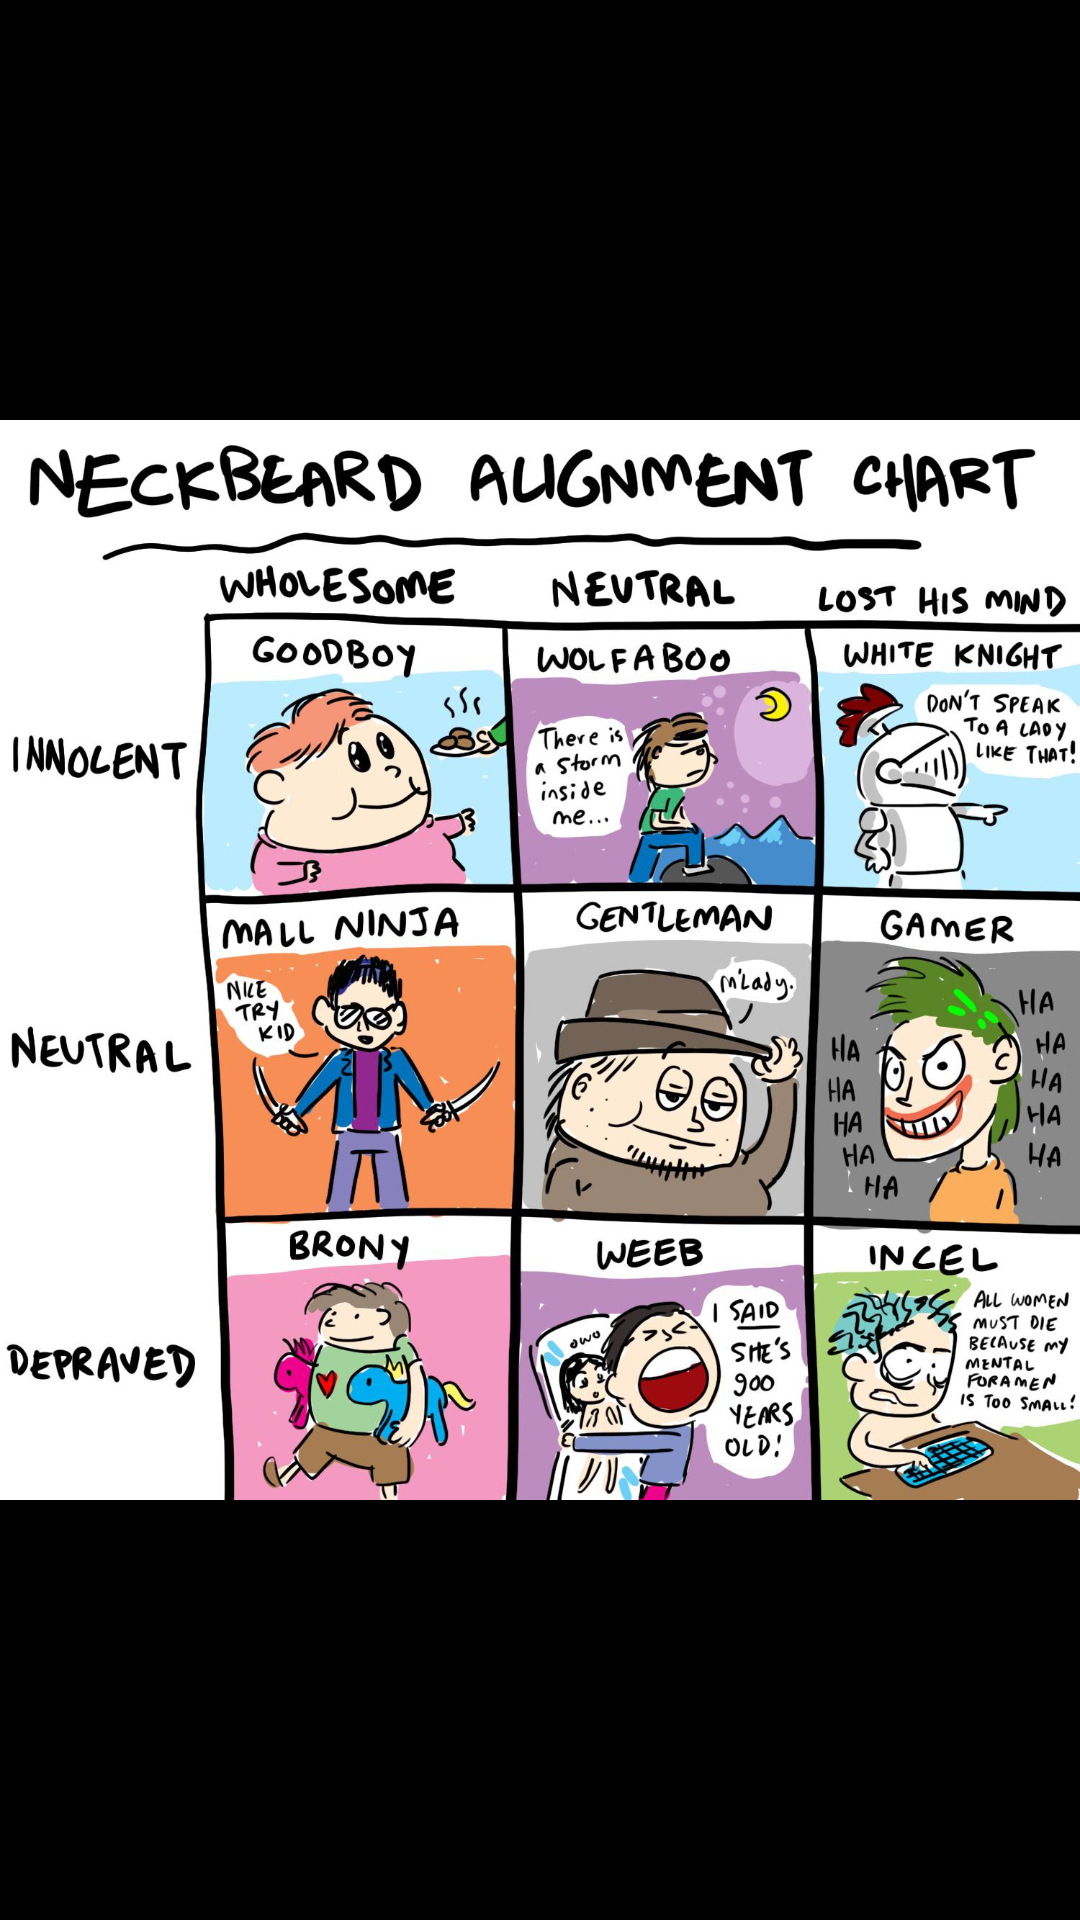 NECKBEARD ALIGNMENT CHART
WHOLESOME
NEUTRAL
LOST HIS MIND
INNOCENT
GOODBOY
WOLFABOO
There is
a storm
inside
me...
WHITE KNIGHT
DON'T SPEAK
TO A LADY
LIKE THAT!
NEUTRAL
MALL NINJA
NICE
TRY
KID
GENTLEMAN
M'Lady.
GAMER
HA
HA
HA
HA
HA
HA
HA
HA
HA
HA
DEPRAVED
BRONY
WEEB
OWO
I SAID
SHE'S
900
YEARS
OLD!
INCEL
ALL WOMEN
MUST DIE
BECAUSE MY
MENTAL
FORAMEN
IS TOO SMALL!